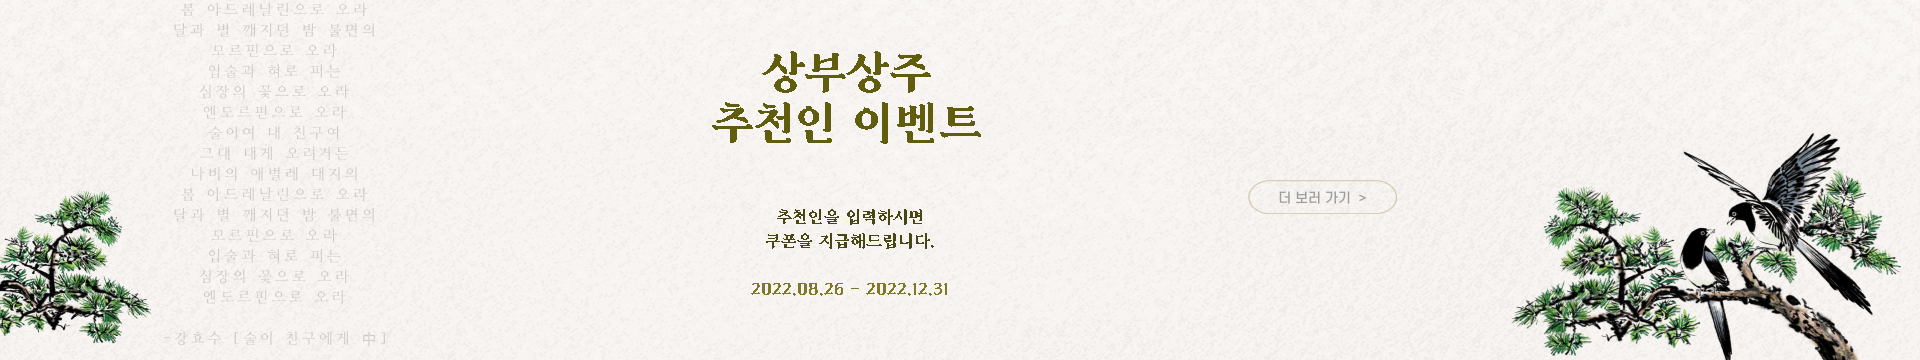 봄 아드레날린으로 오라
달과 별 깨지던 밤 불면의
모르핀으로 오라
입술과 혀로 피는
심장의 꽃으로 오라
엔도르핀으로 오라
술이여 내 친구여
그대 내게 오려거든
나비의 애벌레 대지의
봄 아드레날린으로 오라
달과 별 깨지던 밤 불면의
모르핀으로 오라
입술과 혀로 피는
심장의 꽃으로 오라
엔도르핀으로 오라
-강효수 [술이 친구에게 中]
상부상주
추천인 이벤트
추천인을 입력하시면
쿠폰을 지급해드립니다.
2022.08.26 - 2022.12.31
더 보러 가기 >